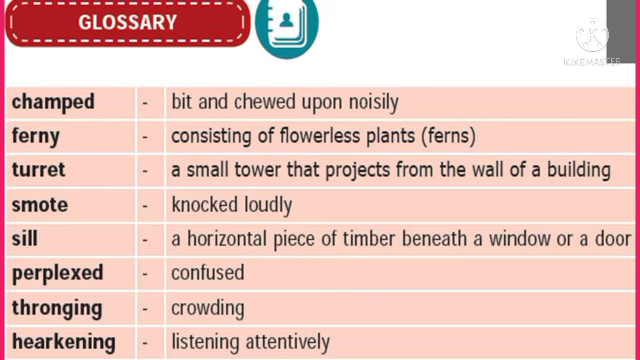 GLOSSARY
KINEMASTER
champed - bit and chewed upon noisily
ferny - consisting of flowerless plants (ferns)
turret - a small tower that projects from the wall of a building
smote - knocked loudly
sill - a horizontal piece of timber beneath a window or a door
perplexed - confused
thronging - crowding
hearkening - listening attentively